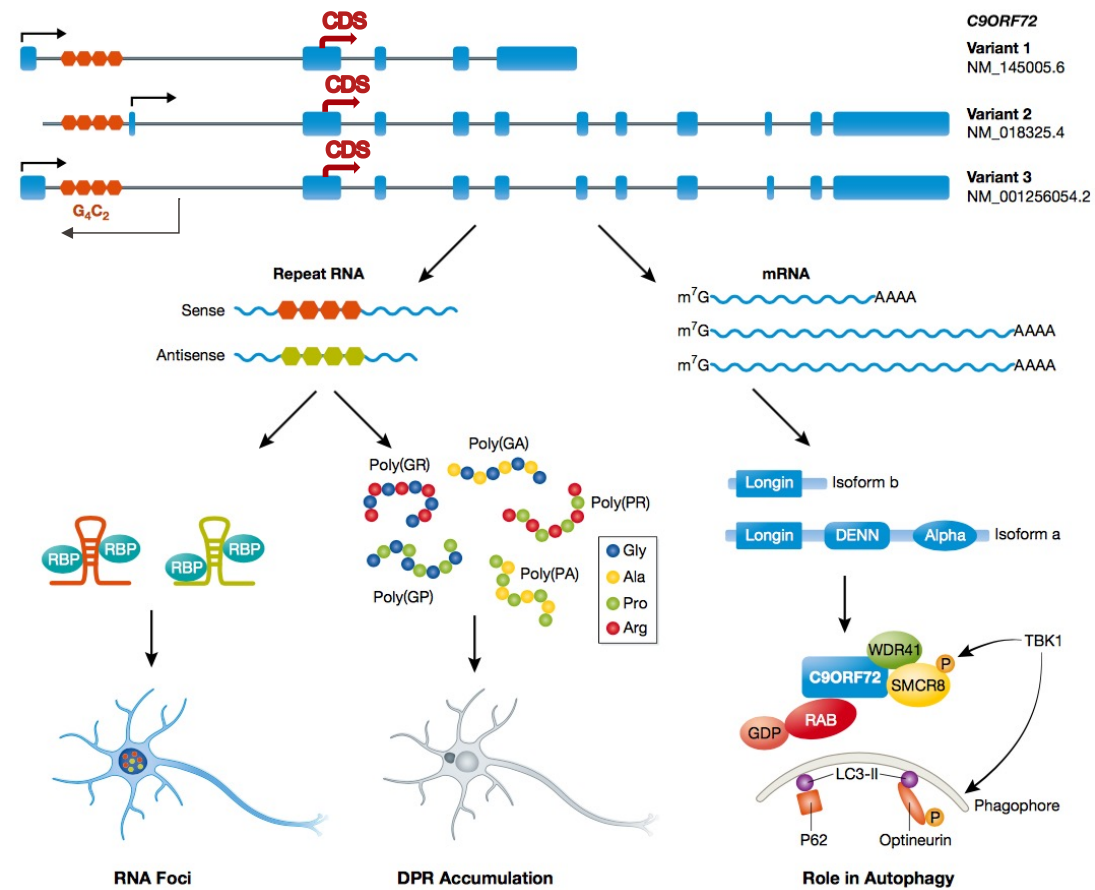 CDS
C9ORF72
Variant 1
NM_145005.6
CDS
Variant 2
NM_018325.4
CDS
Variant 3
NM_001256054.2
G4C2
Repeat RNA
Sense
Antisense
mRNA
m7G AAAA
m7G AAAA
m7G AAAA
Poly(GA)
Poly(GR)
Poly(PR)
Poly(GP)
Poly(PA)
Gly
Ala
Pro
Arg
RBP RBP
RBP RBP
Longin Isoform b
Longin DENN Alpha Isoform a
TBK1
WDR41
P
C9ORF72
SMCR8
RAB
GDP
LC3-II
Phagophore
P
P62
Optineurin
RNA Foci
DPR Accumulation
Role in Autophagy